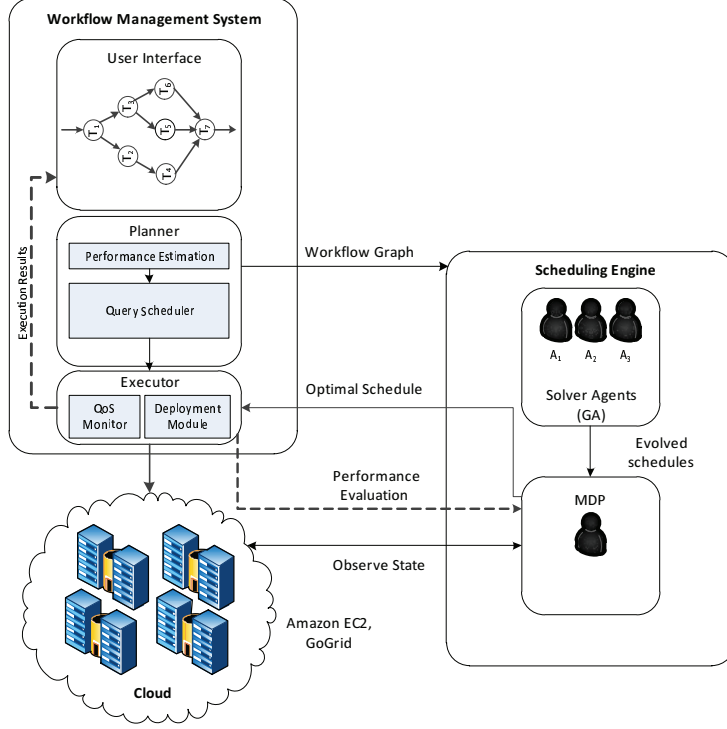 Workflow Management System
User Interface
T6
T3
T1
T5
T7
T2
T4
Execution Results
Planner
Performance Estimation
Query Scheduler
Workflow Graph
Executor
QoS
Monitor
Deployment
Module
Optimal Schedule
Performance
Evaluation
Observe State
Scheduling Engine
A1 A2 A3
Solver Agents
(GA)
Evolved
schedules
MDP
Amazon EC2,
GoGrid
Cloud